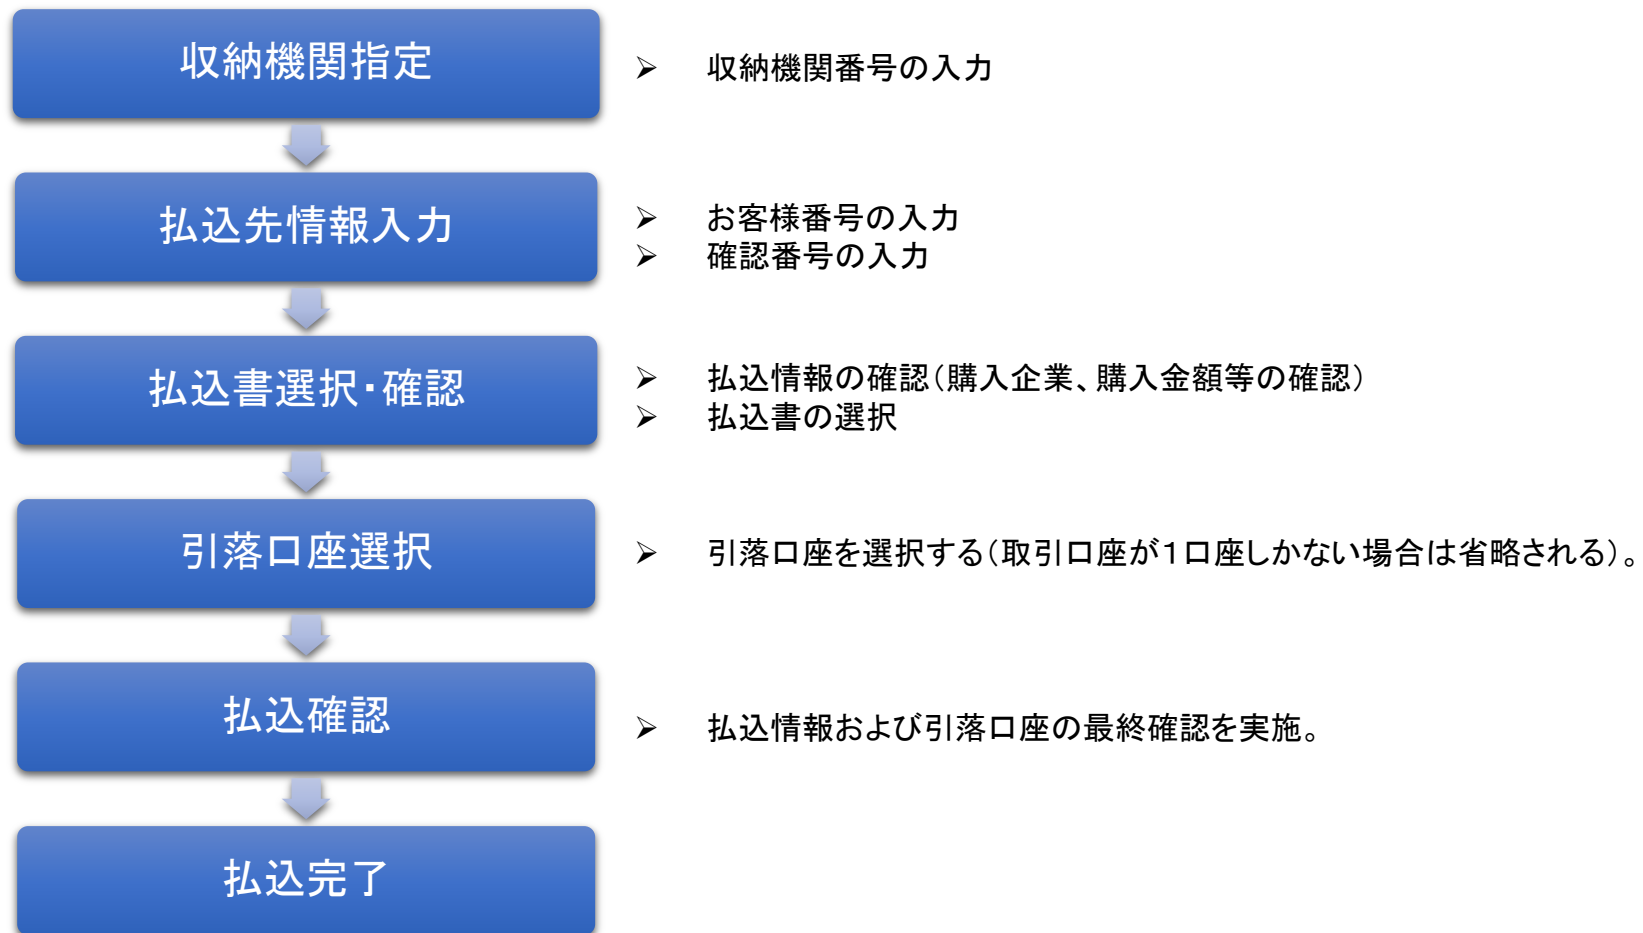 収納機関指定
➢ 収納機関番号の入力
払込先情報入力
➢ お客様番号の入力
➢ 確認番号の入力
払込書選択・確認
➢ 払込情報の確認（購入企業、購入金額等の確認）
➢ 払込書の選択
引落口座選択
➢ 引落口座を選択する（取引口座が１口座しかない場合は省略される）。
払込確認
➢ 払込情報および引落口座の最終確認を実施。
払込完了